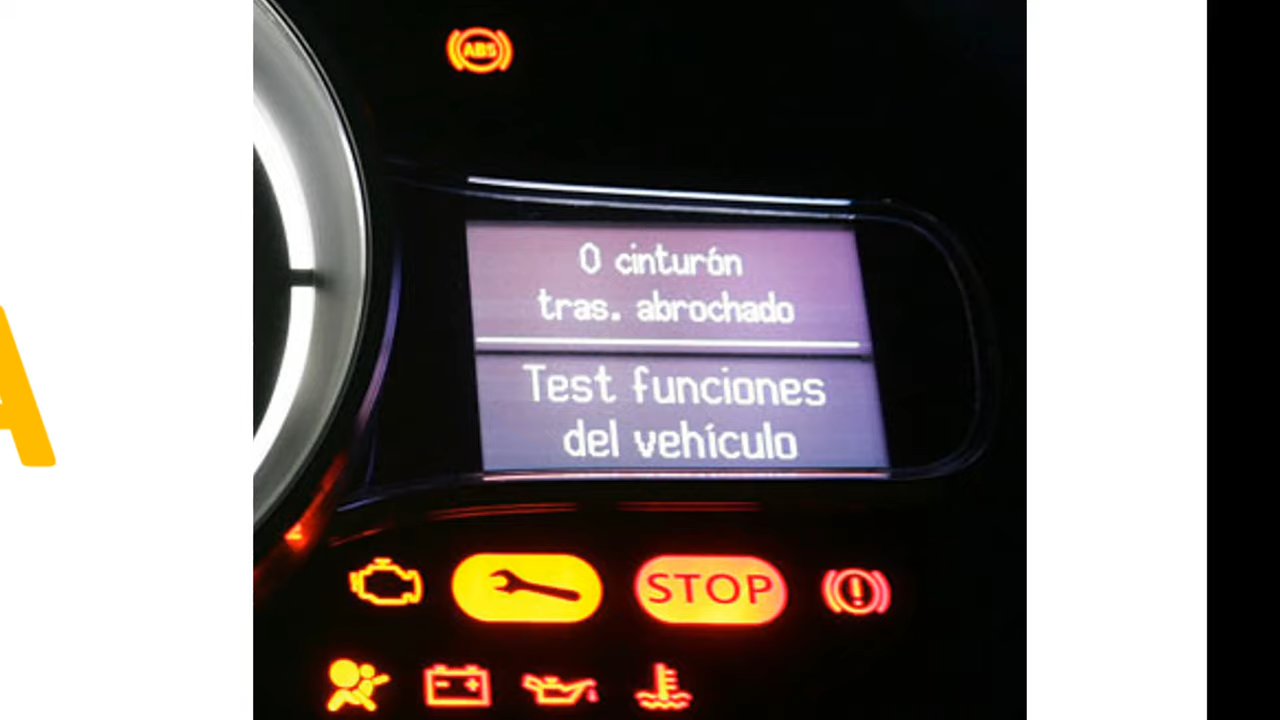 ABS
0 cinturón
tras. abrochado
Test funciones
del vehículo
STOP
A